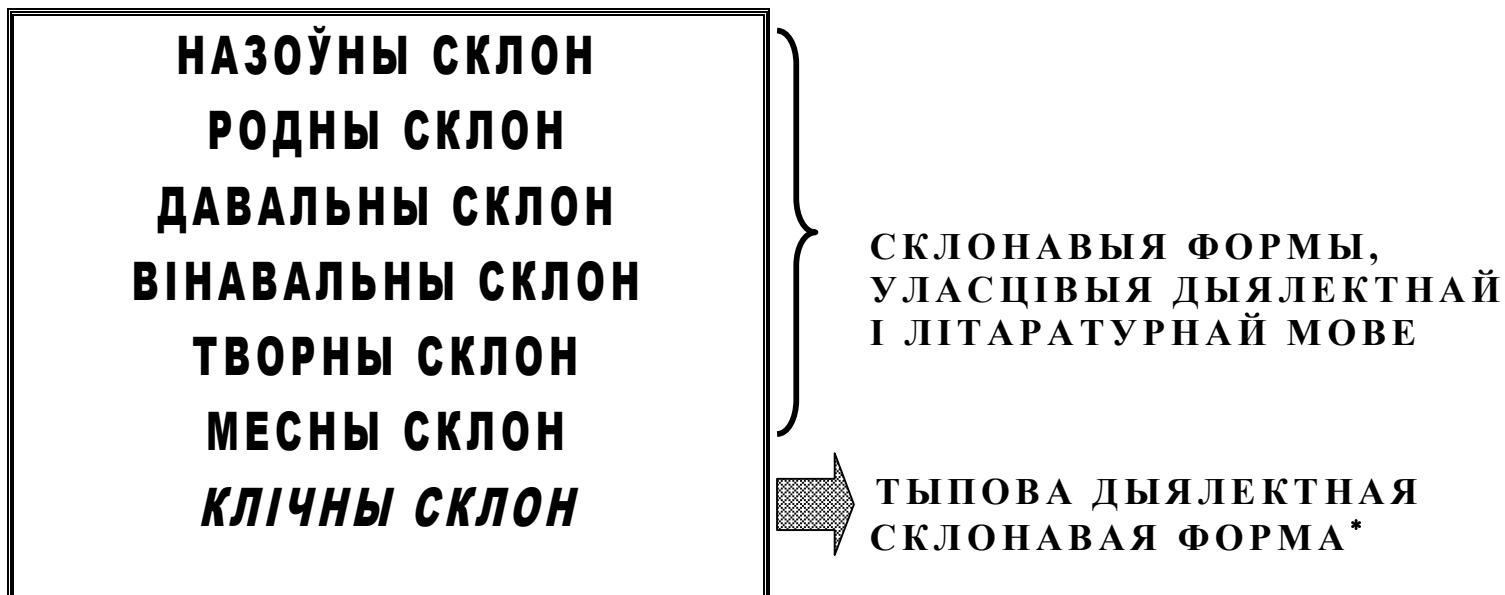 НАЗОЎНЫ СКЛОН
РОДНЫ СКЛОН
ДАВАЛЬНЫ СКЛОН
ВІНАВАЛЬНЫ СКЛОН
ТВОРНЫ СКЛОН
МЕСНЫ СКЛОН
КЛІЧНЫ СКЛОН
СКЛОНАВЫЯ ФОРМЫ,
УЛАСЦІВЫЯ ДЫЯЛЕКТНАЙ
І ЛІТАРАТУРНАЙ МОВЕ
ТЫПОВА ДЫЯЛЕКТНАЯ
СКЛОНАВАЯ ФОРМА*